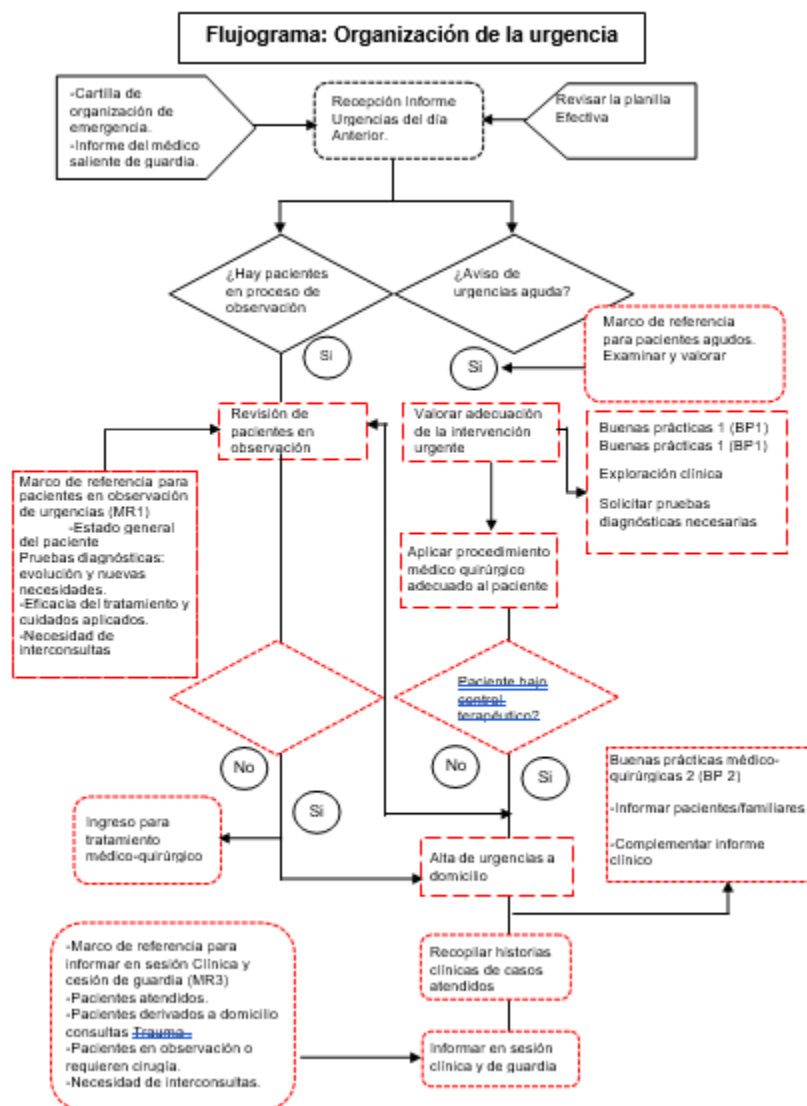 Flujograma: Organización de la urgencia
-Cartilla de
organización de
emergencia.
-Informe del médico
saliente de guardia.
Recepción Informe
Urgencias del día
Anterior.
Revisar la planilla
Efectiva
¿Hay pacientes
en proceso de
observación
¿Aviso de
urgencias aguda?
Marco de referencia
para pacientes agudos.
Examinar y valorar
Si
Si
Revisión de
pacientes en
observación
Valorar adecuación
de la intervención
urgente
Buenas prácticas 1 (BP1)
Buenas prácticas 1 (BP1)
Exploración clínica
Solicitar pruebas
diagnósticas necesarias
Marco de referencia para
pacientes en observación
de urgencias (MR1)
-Estado general
del paciente
Pruebas diagnósticas:
evolución y nuevas
necesidades.
-Eficacia del tratamiento y
cuidados aplicados.
-Necesidad de
interconsultas
Aplicar procedimiento
médico quirúrgico
adecuado al paciente
Paciente bajo
control
terapéutico?
No
Si
No
Si
Buenas prácticas médico-
quirúrgicas 2 (BP 2)
-Informar pacientes/familiares
-Complementar informe
clínico
Ingreso para
tratamiento
médico-quirúrgico
Alta de urgencias a
domicilio
-Marco de referencia para
informar en sesión Clínica y
cesión de guardia (MR3)
-Pacientes atendidos.
-Pacientes derivados a domicilio
consultas Trauma.
-Pacientes en observación o
requieren cirugía.
-Necesidad de interconsultas.
Recopilar historias
clínicas de casos
atendidos
Informar en sesión
clínica y de guardia